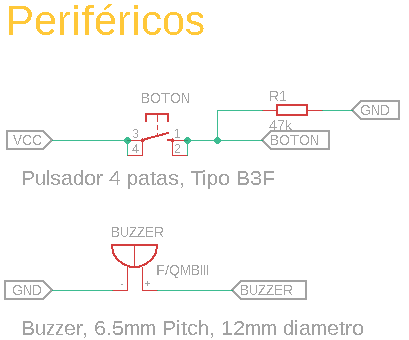 Periféricos
BOTON
R1
GND
47k
VCC
3
1
4
2
BOTON
Pulsador 4 patas, Tipo B3F
BUZZER
F/QMBIII
GND
-
+
BUZZER
Buzzer, 6.5mm Pitch, 12mm diametro